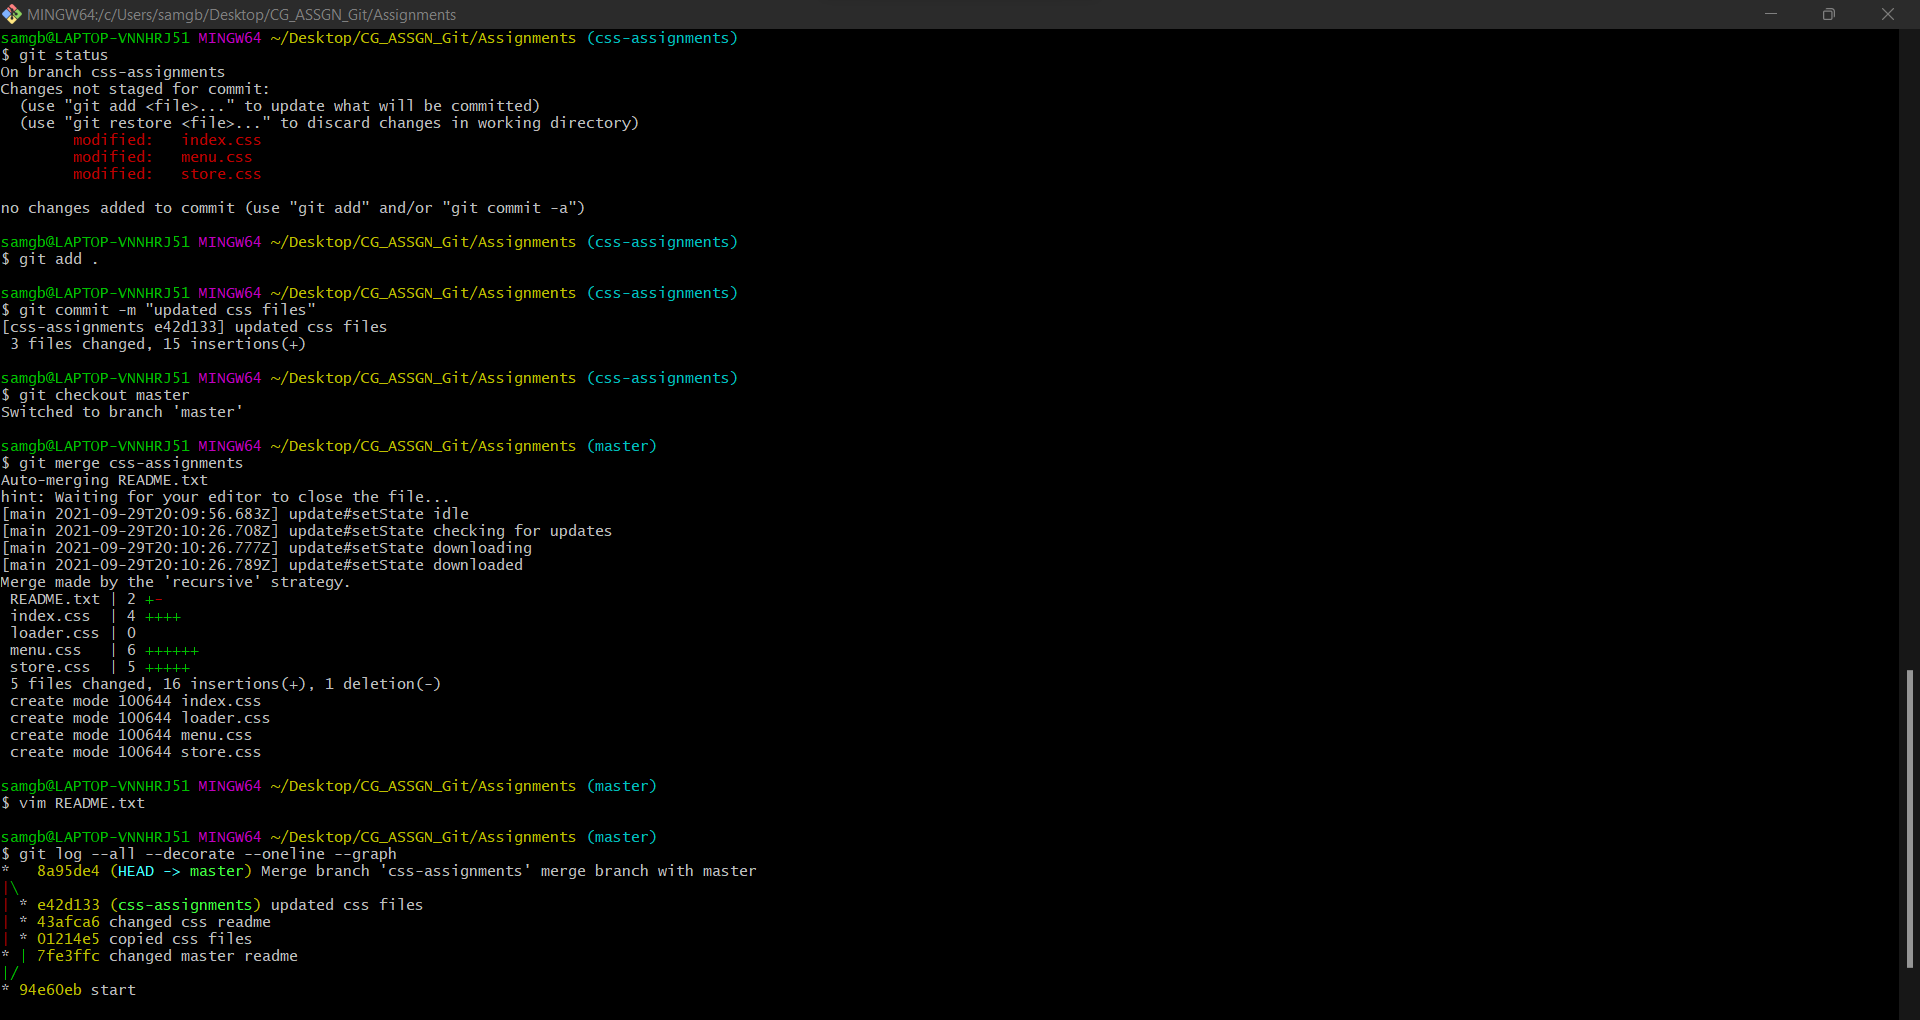 MINGW64:/c/Users/samgb/Desktop/CG_ASSGN_Git/Assignments
samgb@LAPTOP-VNNHRJ51 MINGW64 ~/Desktop/CG_ASSGN_Git/Assignments (css-assignments)
$ git status
On branch css-assignments
Changes not staged for commit:
  (use "git add <file>..." to update what will be committed)
  (use "git restore <file>..." to discard changes in working directory)
        modified:   index.css
        modified:   menu.css
        modified:   store.css

no changes added to commit (use "git add" and/or "git commit -a")

samgb@LAPTOP-VNNHRJ51 MINGW64 ~/Desktop/CG_ASSGN_Git/Assignments (css-assignments)
$ git add .

samgb@LAPTOP-VNNHRJ51 MINGW64 ~/Desktop/CG_ASSGN_Git/Assignments (css-assignments)
$ git commit -m "updated css files"
[css-assignments e42d133] updated css files
 3 files changed, 15 insertions(+)

samgb@LAPTOP-VNNHRJ51 MINGW64 ~/Desktop/CG_ASSGN_Git/Assignments (css-assignments)
$ git checkout master
Switched to branch 'master'

samgb@LAPTOP-VNNHRJ51 MINGW64 ~/Desktop/CG_ASSGN_Git/Assignments (master)
$ git merge css-assignments
Auto-merging README.txt
hint: Waiting for your editor to close the file...
[main 2021-09-29T20:09:56.683Z] update#setState idle
[main 2021-09-29T20:10:26.708Z] update#setState checking for updates
[main 2021-09-29T20:10:26.777Z] update#setState downloading
[main 2021-09-29T20:10:26.789Z] update#setState downloaded
Merge made by the 'recursive' strategy.
 README.txt | 2 +-
 index.css  | 4 ++++
 loader.css | 0
 menu.css   | 6 ++++++
 store.css  | 5 +++++
 5 files changed, 16 insertions(+), 1 deletion(-)
 create mode 100644 index.css
 create mode 100644 loader.css
 create mode 100644 menu.css
 create mode 100644 store.css

samgb@LAPTOP-VNNHRJ51 MINGW64 ~/Desktop/CG_ASSGN_Git/Assignments (master)
$ vim README.txt

samgb@LAPTOP-VNNHRJ51 MINGW64 ~/Desktop/CG_ASSGN_Git/Assignments (master)
$ git log --all --decorate --oneline --graph
*   8a95de4 (HEAD -> master) Merge branch 'css-assignments' merge branch with master
|\
| * e42d133 (css-assignments) updated css files
| * 43afca6 changed css readme
| * 01214e5 copied css files
* | 7fe3ffc changed master readme
|/
* 94e60eb start